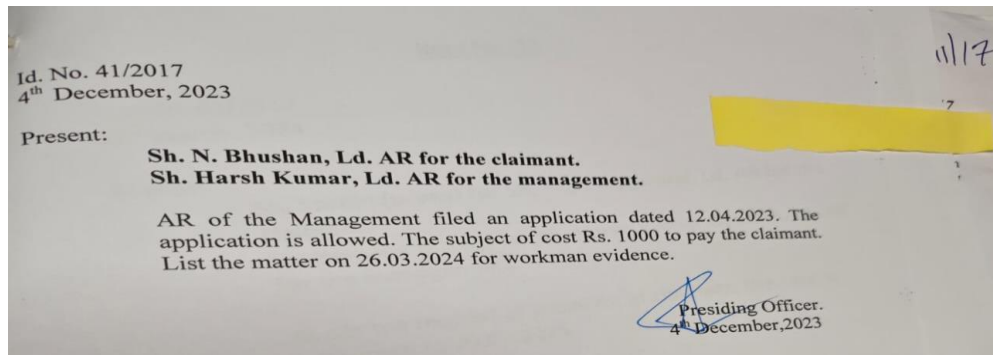 11/17
Id. No. 41/2017
4th December, 2023
Present:
Sh. N. Bhushan, Ld. AR for the claimant.
Sh. Harsh Kumar, Ld. AR for the management.
AR of the Management filed an application dated 12.04.2023. The
application is allowed. The subject of cost Rs. 1000 to pay the claimant.
List the matter on 26.03.2024 for workman evidence.
Presiding Officer.
4th December,2023